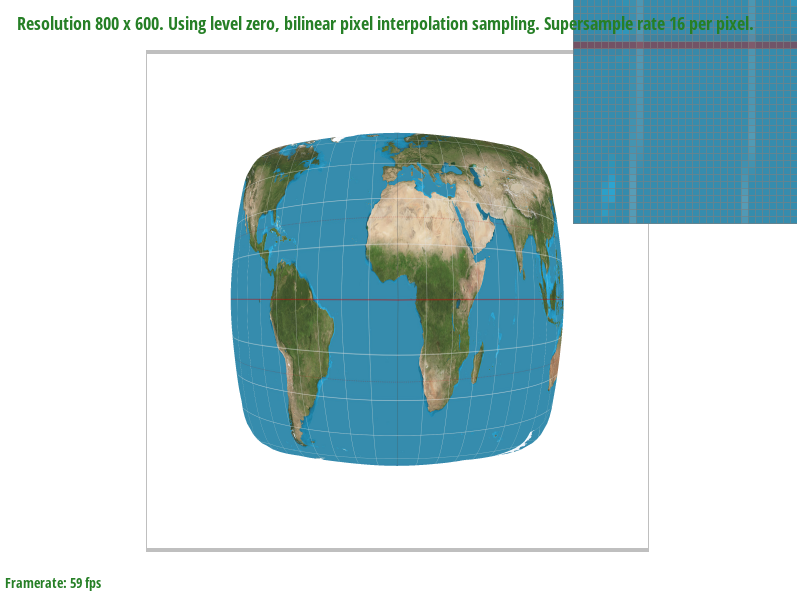 Resolution 800 x 600. Using level zero, bilinear pixel interpolation sampling. Supersample rate 16 per pixel.
Framerate: 59 fps